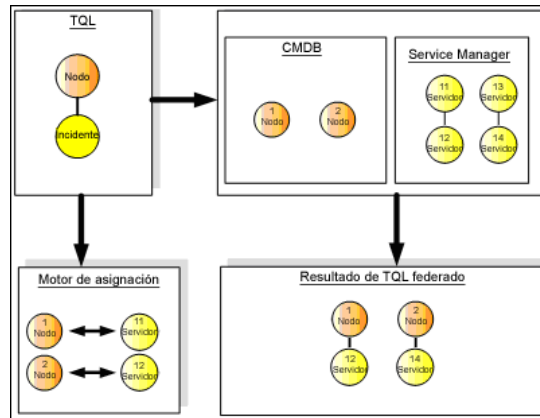 TQL
Nodo
Incidente
CMDB
1
Nodo
2
Nodo
Service Manager
11
Servidor
13
Servidor
12
Servidor
14
Servidor
Motor de asignación
1
Nodo
11
Servidor
2
Nodo
12
Servidor
Resultado de TQL federado
1
Nodo
2
Nodo
12
Servidor
14
Servidor